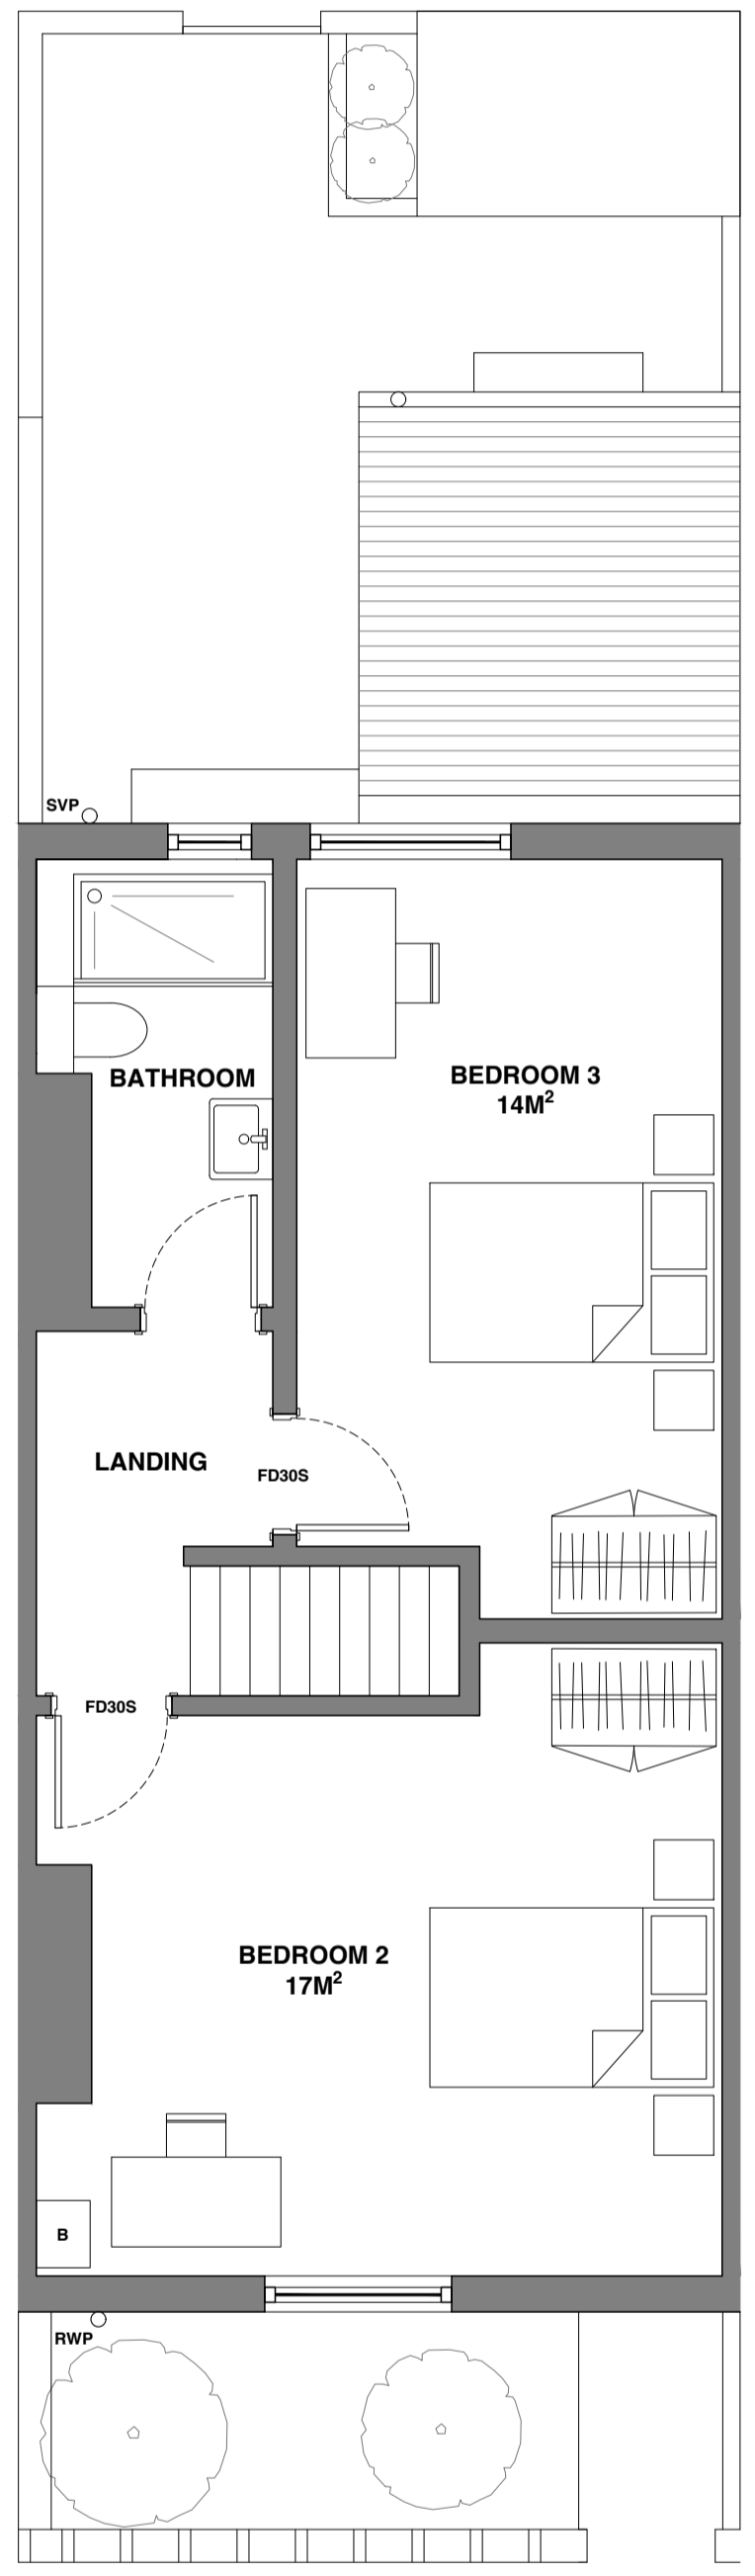 SVP
BATHROOM
BEDROOM 3
14M²
LANDING
FD30S
FD30S
BEDROOM 2
17M²
B
RWP